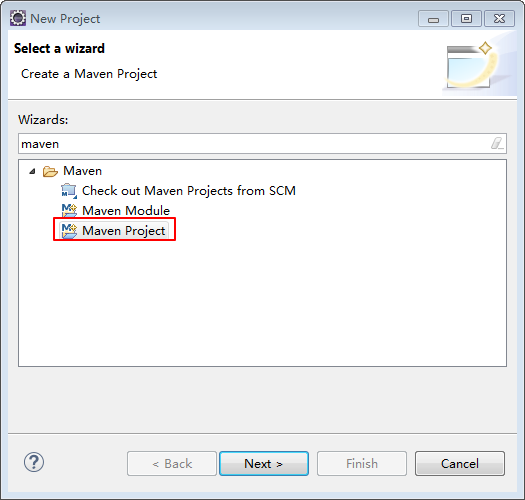 New Project
Select a wizard
Create a Maven Project
Wizards:
maven
Maven
Check out Maven Projects from SCM
Maven Module
Maven Project
< Back
Next >
Finish
Cancel